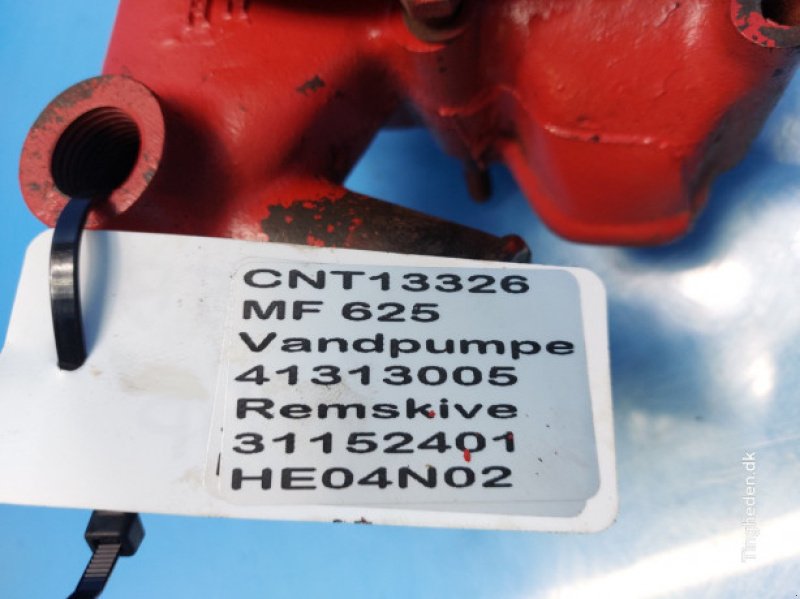 CNT13326
MF 625
Vandpumpe
41313005
Remskive
31152401
HE04N02
Tingheden.dk